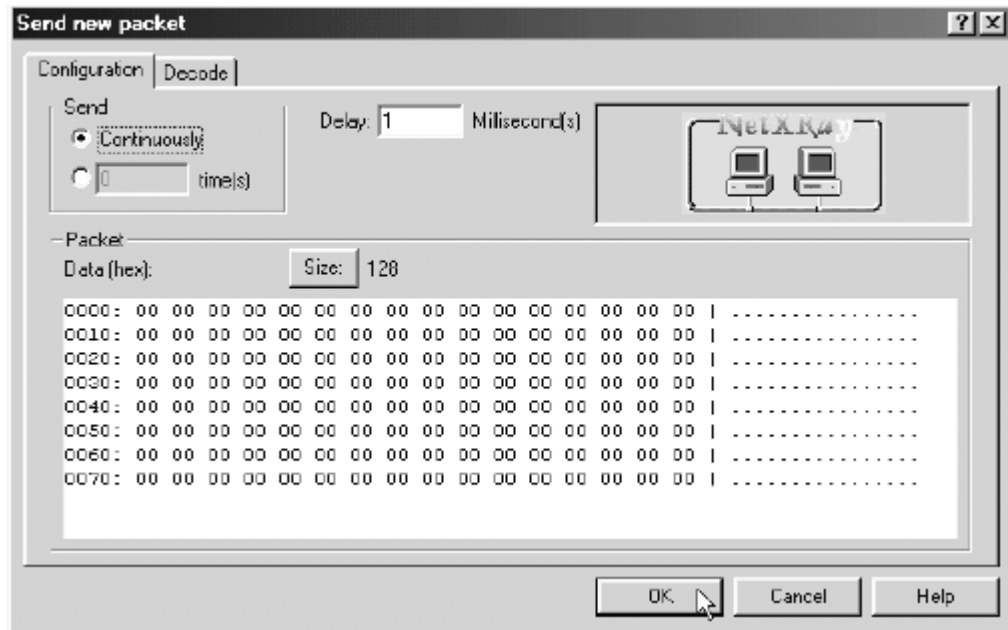 Send new packet
Configuration
Decode
Send
Continuously
0 time(s)
Delay: 1 Milisecond(s)
NetXRay
Packet
Data (hex): Size: 128
0000: 00 00 00 00 00 00 00 00 00 00 00 00 00 00 00 00 | ................
0010: 00 00 00 00 00 00 00 00 00 00 00 00 00 00 00 00 | ................
0020: 00 00 00 00 00 00 00 00 00 00 00 00 00 00 00 00 | ................
0030: 00 00 00 00 00 00 00 00 00 00 00 00 00 00 00 00 | ................
0040: 00 00 00 00 00 00 00 00 00 00 00 00 00 00 00 00 | ................
0050: 00 00 00 00 00 00 00 00 00 00 00 00 00 00 00 00 | ................
0060: 00 00 00 00 00 00 00 00 00 00 00 00 00 00 00 00 | ................
0070: 00 00 00 00 00 00 00 00 00 00 00 00 00 00 00 00 | ................
OK
Cancel
Help